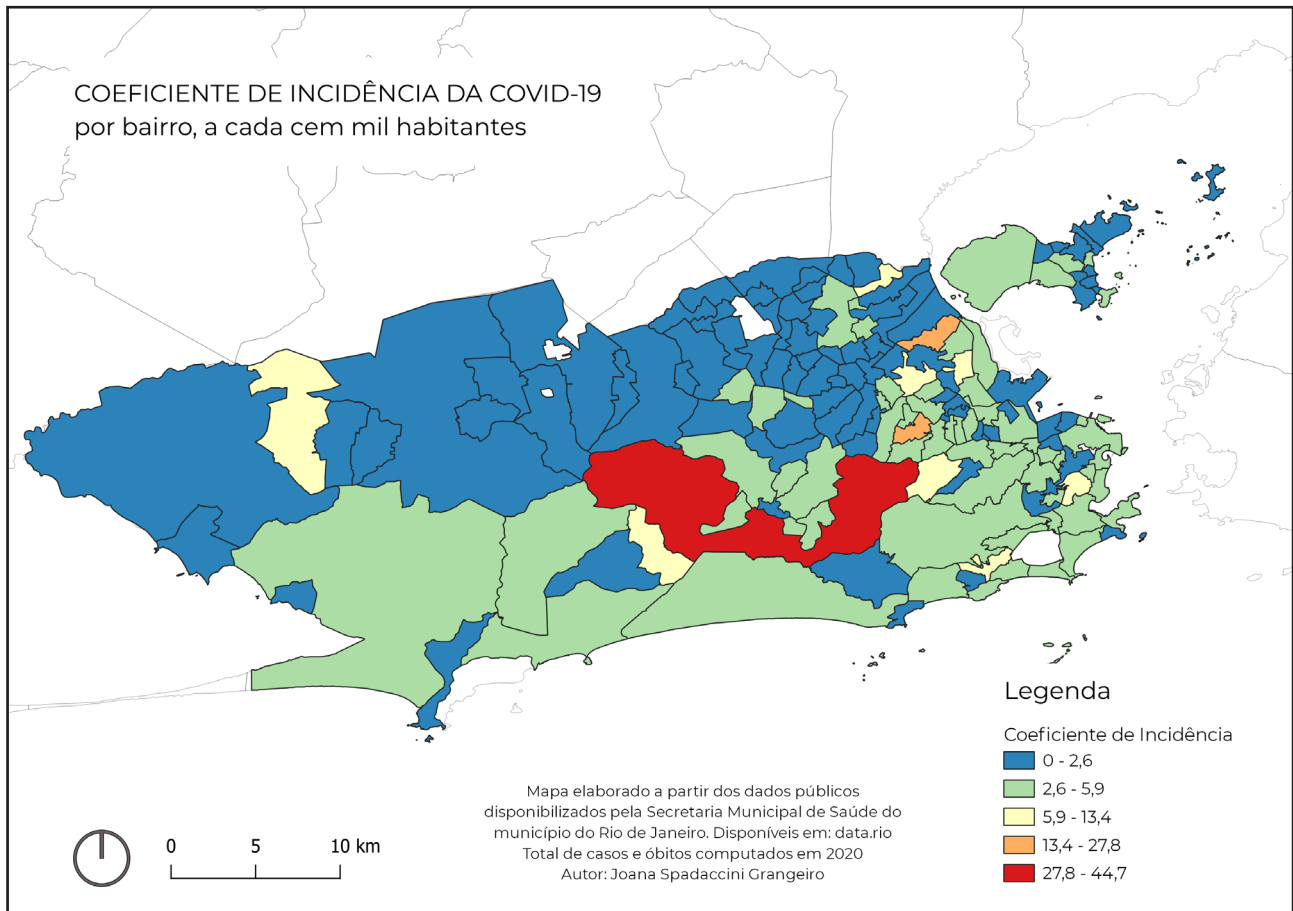 COEFICIENTE DE INCIDÊNCIA DA COVID-19
por bairro, a cada cem mil habitantes
Legenda
Coeficiente de Incidência
0 - 2,6
2,6 - 5,9
5,9 - 13,4
13,4 - 27,8
27,8 - 44,7
Mapa elaborado a partir dos dados públicos
disponibilizados pela Secretaria Municipal de Saúde do
município do Rio de Janeiro. Disponíveis em: data.rio
Total de casos e óbitos computados em 2020
Autor: Joana Spadaccini Grangeiro
0 5 10 km